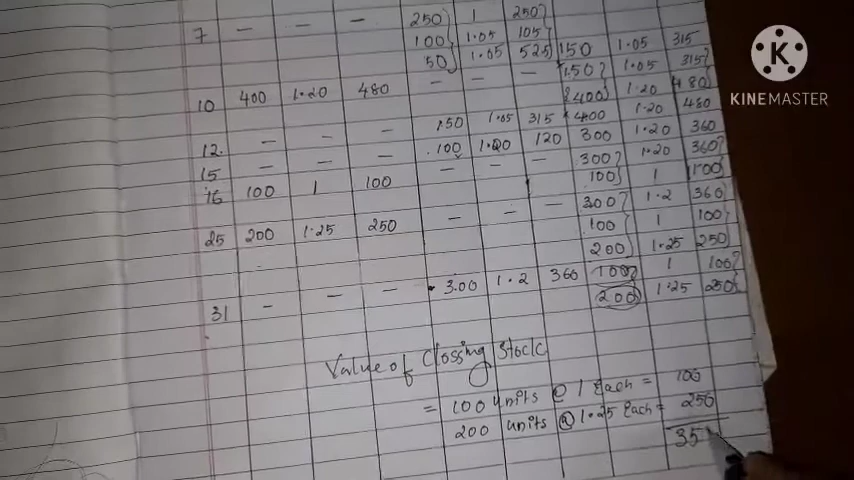 250 1 250
7 — — — 100 1.05 105
50 1.05 525 150 1.05 315
10 400 1.20 480 — — — 150 1.05 315
400 1.20 480
12. — — — 150 1.05 315 400 1.20 480
15 — — — 100 1.20 120 300 1.20 360
16 100 1 100 — — — 300 1.20 360
100 1 100
25 200 1.25 250 — — — 300 1.2 360
100 1 100
200 1.25 250
31 — — — 300 1.2 360 100 1 100
200 1.25 250
Value of Clossing Stock
= 100 units @ 1 Each = 100
200 units @ 1.25 Each = 250
35
K
KINEMASTER